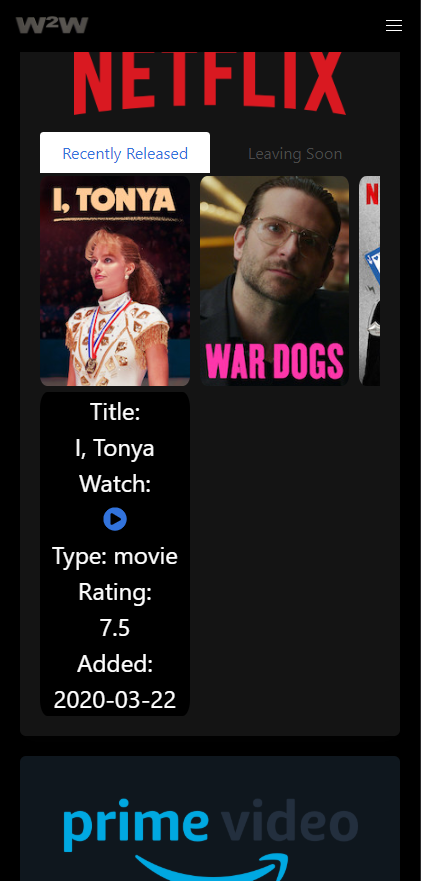 W2W
NETFLIX
Recently Released
Leaving Soon
I, TONYA
WAR DOGS
N
Title:
I, Tonya
Watch:
Type: movie
Rating:
7.5
Added:
2020-03-22
prime video